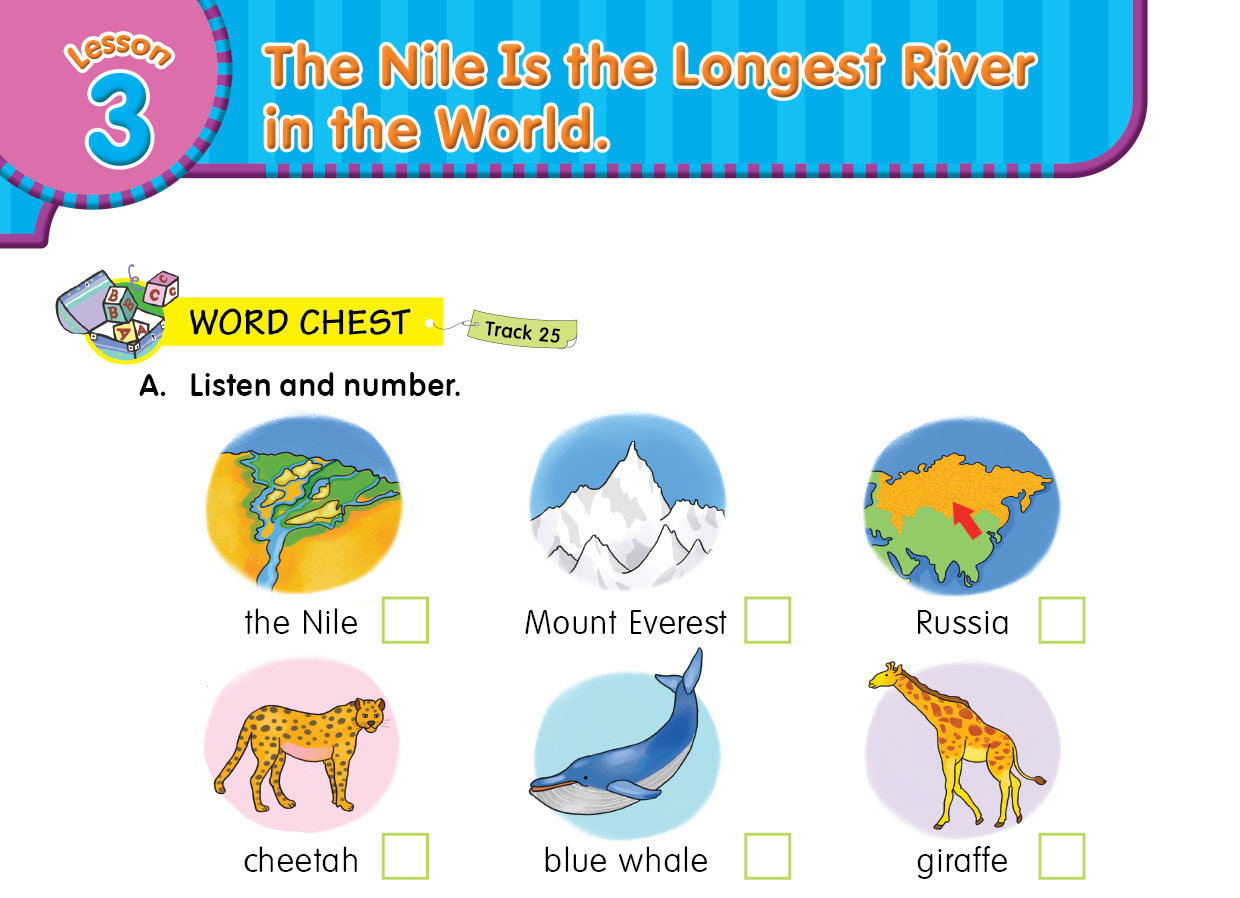 Lesson
3
The Nile Is the Longest River
in the World.
B
B
B
A
A
C
C
C
WORD CHEST
Track 25
A. Listen and number.
the Nile
Mount Everest
Russia
cheetah
blue whale
giraffe